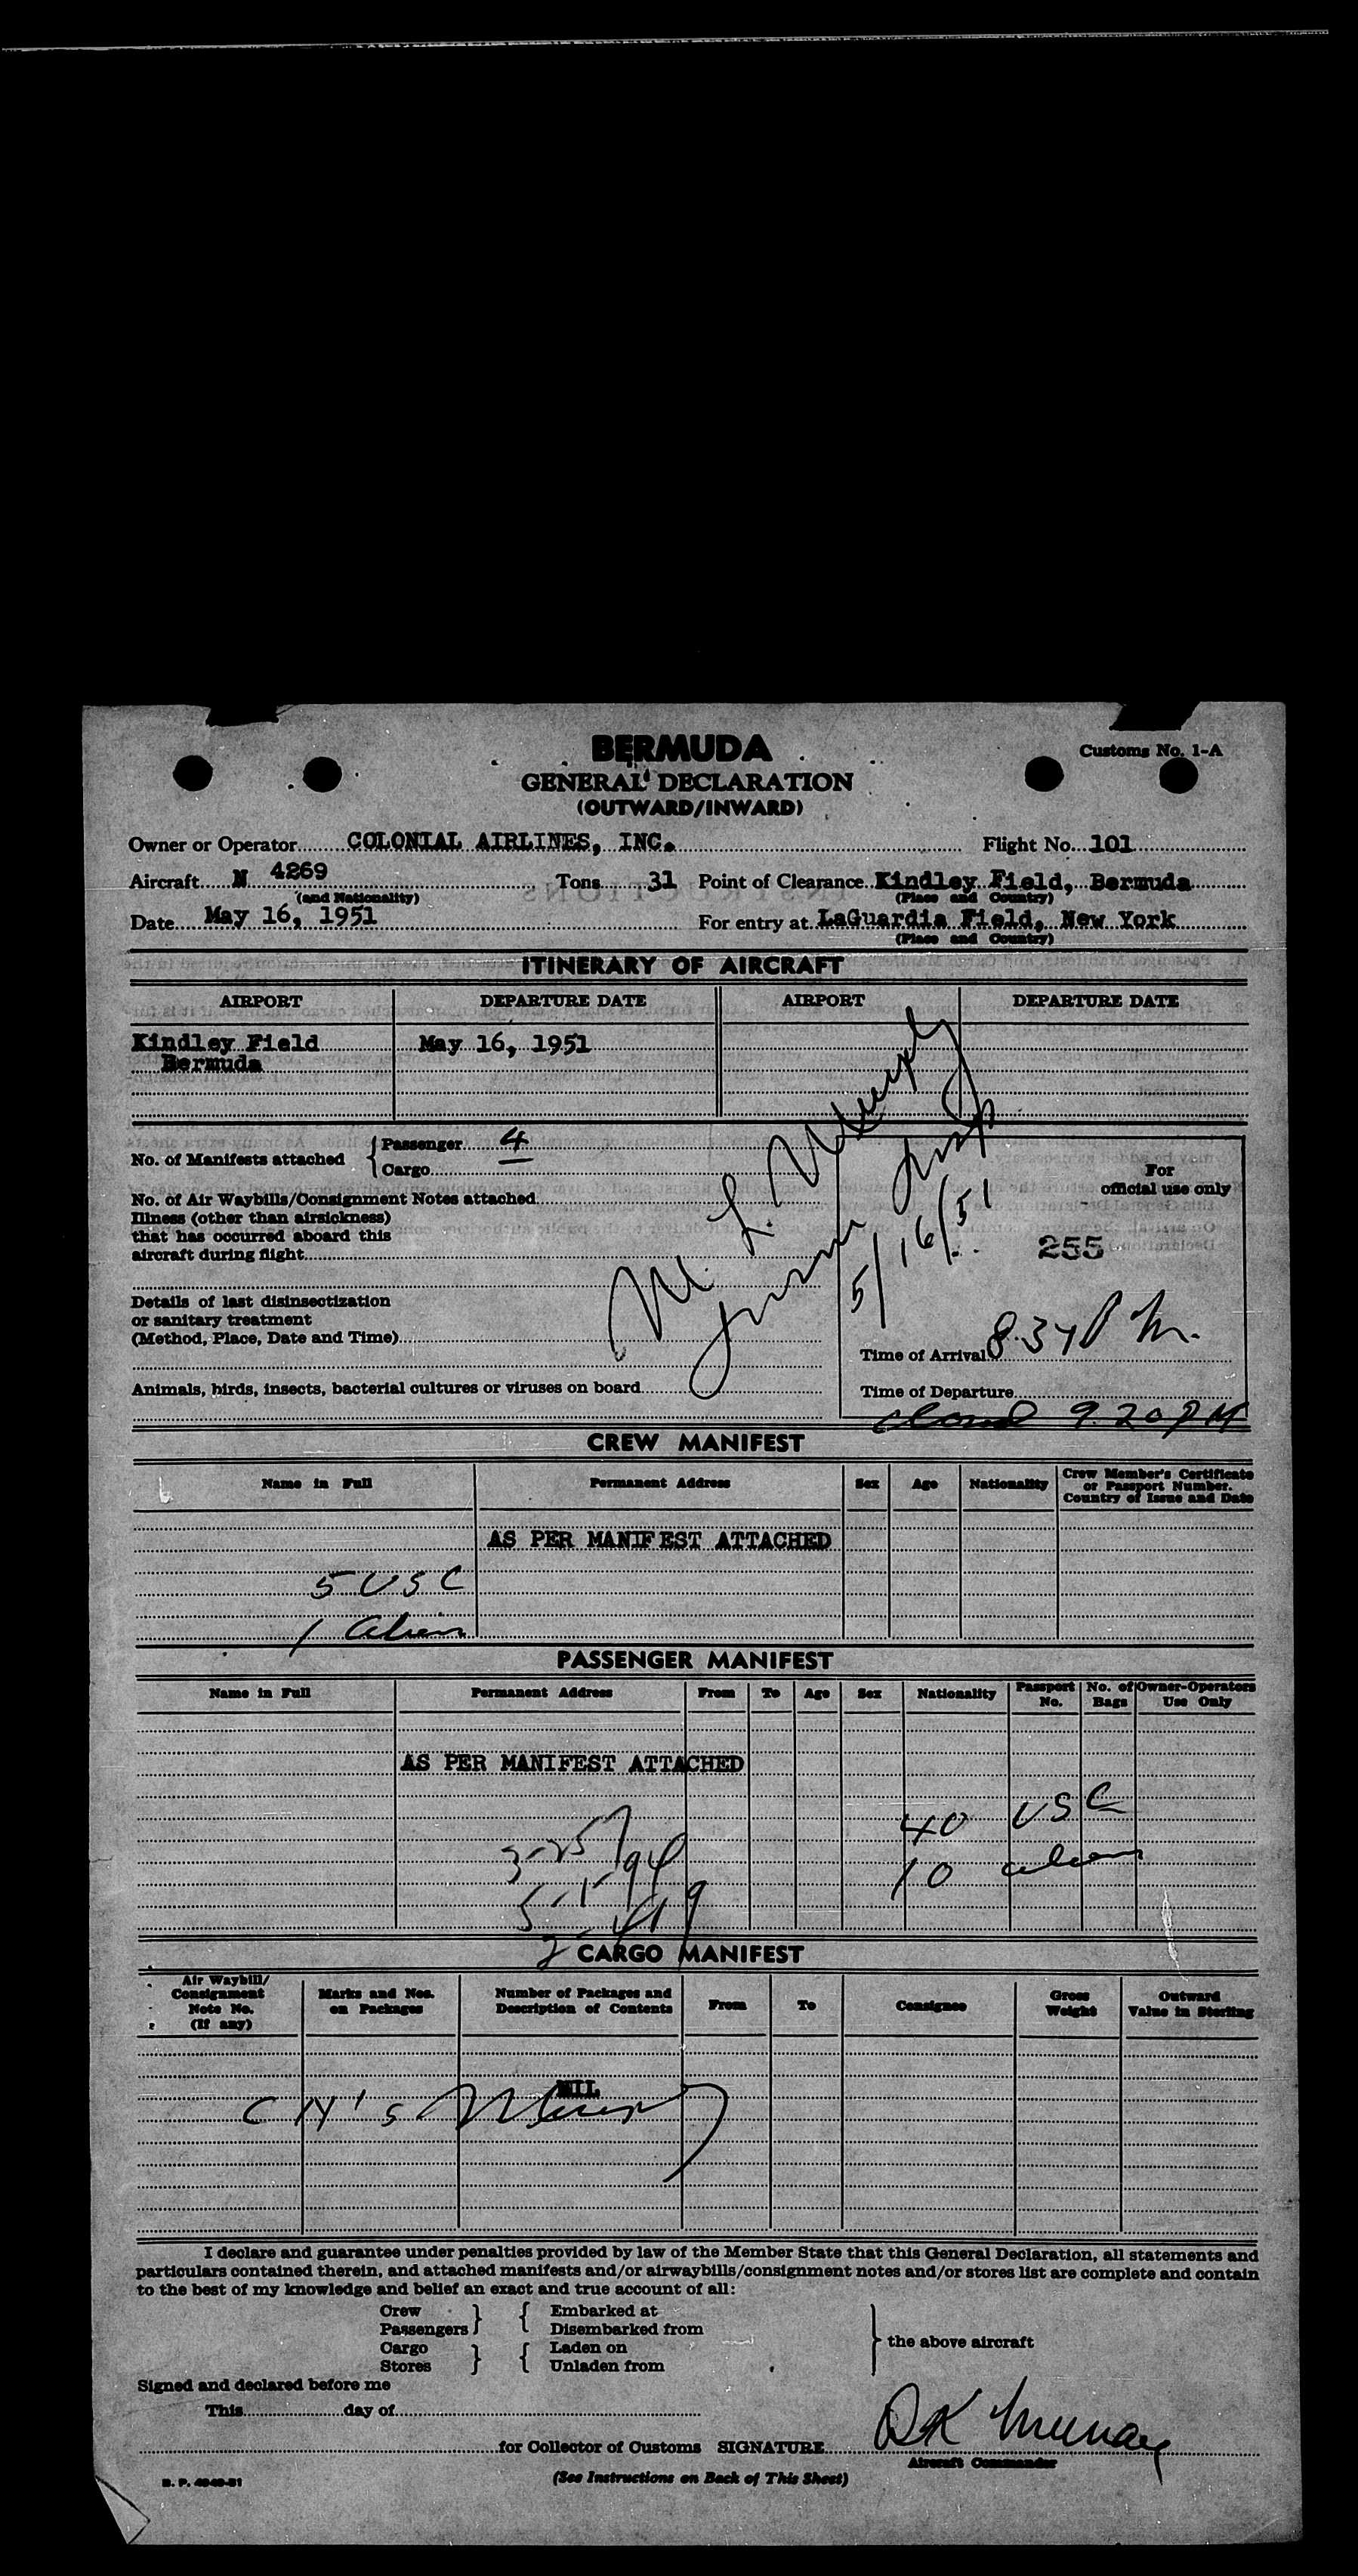 BERMUDA
Customs No. 1-A
GENERAL DECLARATION
(OUTWARD/INWARD)
Owner or Operator COLONIAL AIRLINES, INC. Flight No. 101
Aircraft N 4269 Tons 31 Point of Clearance Kindley Field, Bermuda
(and Nationality) (Place and Country)
Date May 16, 1951 For entry at LaGuardia Field, New York
(Place and Country)
ITINERARY OF AIRCRAFT
AIRPORT DEPARTURE DATE AIRPORT DEPARTURE DATE
Kindley Field May 16, 1951
Bermuda
No. of Manifests attached { Passenger 4
Cargo
No. of Air Waybills/Consignment Notes attached
Illness (other than airsickness)
that has occurred aboard this
aircraft during flight
Details of last disinsectization
or sanitary treatment
(Method, Place, Date and Time)
Animals, birds, insects, bacterial cultures or viruses on board
M. L. Murphy
5/16/51
For
official use only
255
Time of Arrival 8.34 P M.
Time of Departure
closed 9.20 PM
CREW MANIFEST
Name in Full Permanent Address Sex Age Nationality Crew Member's Certificate
or Passport Number.
Country of Issue and Date
AS PER MANIFEST ATTACHED
5 USC
1 Alien
PASSENGER MANIFEST
Name in Full Permanent Address From To Age Sex Nationality Passport No. No. of Bags Owner-Operators Use Only
AS PER MANIFEST ATTACHED
40 USC
10 alien
CARGO MANIFEST
Air Waybill/
Consignment
Note No.
(If any)
Marks and Nos.
on Packages
Number of Packages and
Description of Contents
From To Consignee
Gross
Weight
Outward
Value in Sterling
NIL
I declare and guarantee under penalties provided by law of the Member State that this General Declaration, all statements and
particulars contained therein, and attached manifests and/or airwaybills/consignment notes and/or stores list are complete and contain
to the best of my knowledge and belief an exact and true account of all:
Crew } { Embarked at
Passengers } { Disembarked from
Cargo } { Laden on
Stores } { Unladen from
} the above aircraft
Signed and declared before me
This day of
for Collector of Customs SIGNATURE DK Murray
Aircraft Commander
B. P. 4940-51
(See Instructions on Back of This Sheet)